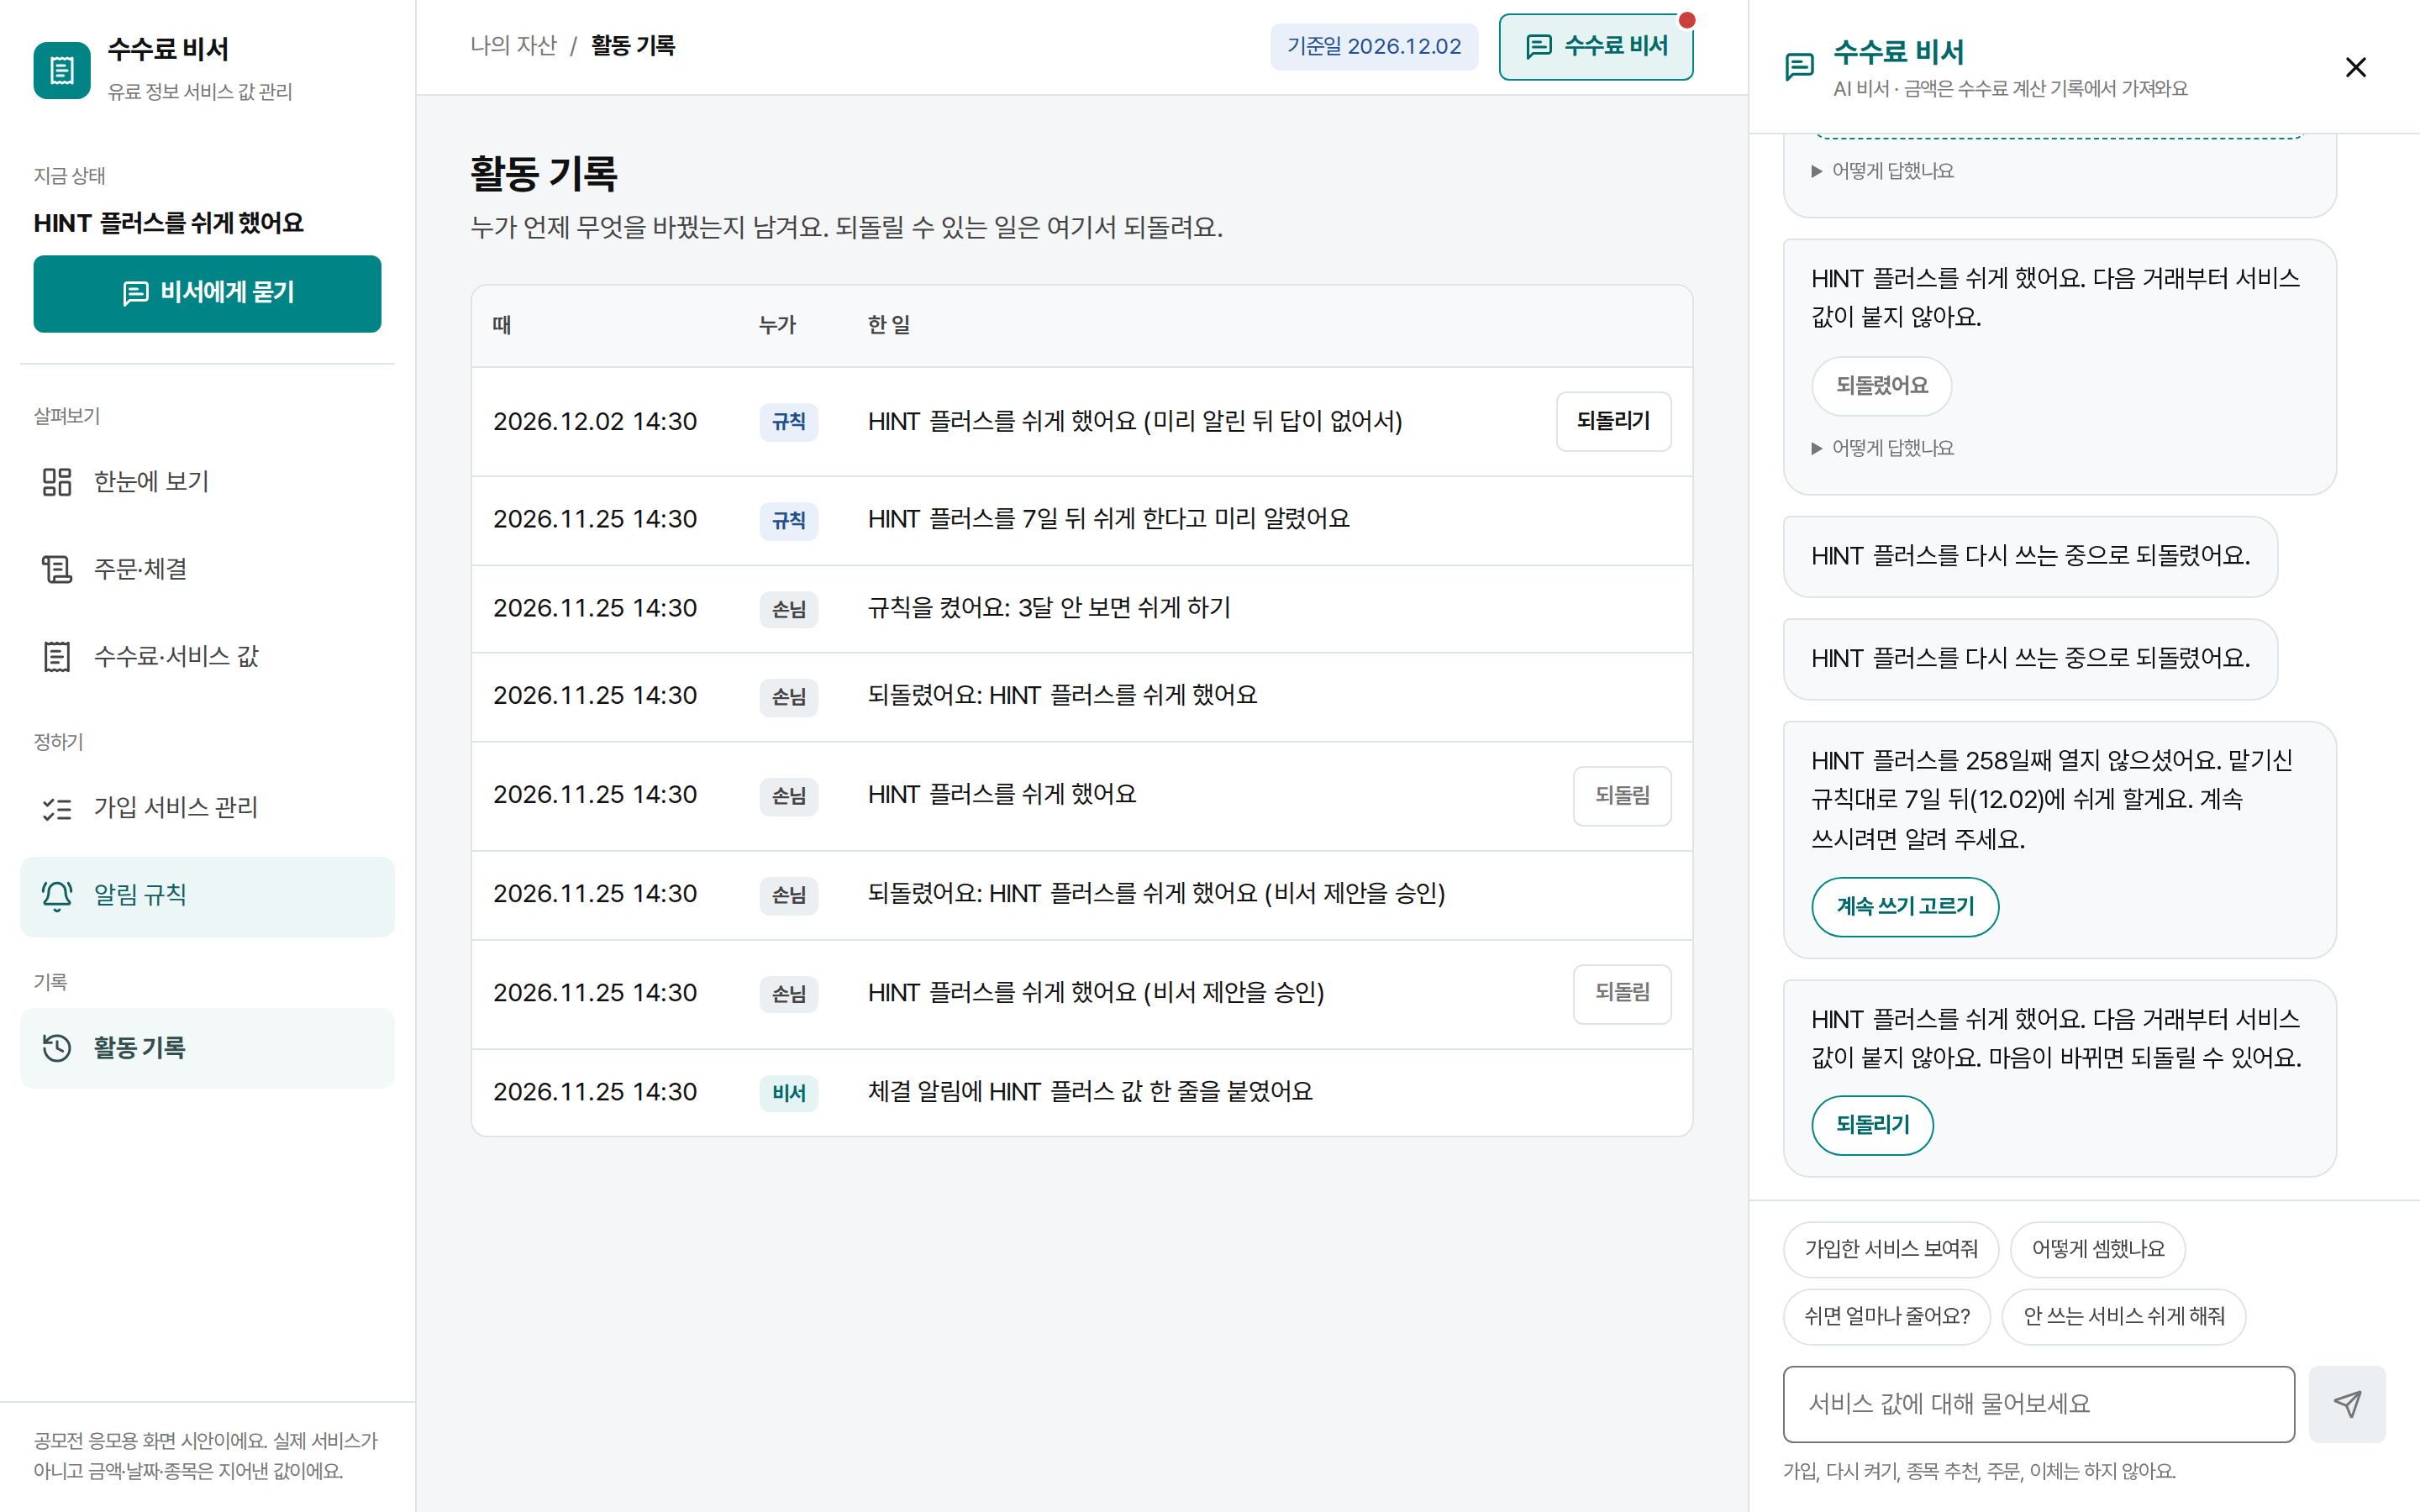 수수료 비서
유료 정보 서비스 값 관리
지금 상태
HINT 플러스를 쉬게 했어요
비서에게 묻기
살펴보기
한눈에 보기
주문·체결
수수료·서비스 값
정하기
가입 서비스 관리
알림 규칙
기록
활동 기록
공모전 응모용 화면 시안이에요. 실제 서비스가
아니고 금액·날짜·종목은 지어낸 값이에요.
나의 자산 / 활동 기록
기준일 2026.12.02
수수료 비서
활동 기록
누가 언제 무엇을 바꿨는지 남겨요. 되돌릴 수 있는 일은 여기서 되돌려요.
때 누가 한 일
2026.12.02 14:30 규칙 HINT 플러스를 쉬게 했어요 (미리 알린 뒤 답이 없어서) 되돌리기
2026.11.25 14:30 규칙 HINT 플러스를 7일 뒤 쉬게 한다고 미리 알렸어요
2026.11.25 14:30 손님 규칙을 켰어요: 3달 안 보면 쉬게 하기
2026.11.25 14:30 손님 되돌렸어요: HINT 플러스를 쉬게 했어요
2026.11.25 14:30 손님 HINT 플러스를 쉬게 했어요 되돌림
2026.11.25 14:30 손님 되돌렸어요: HINT 플러스를 쉬게 했어요 (비서 제안을 승인)
2026.11.25 14:30 손님 HINT 플러스를 쉬게 했어요 (비서 제안을 승인) 되돌림
2026.11.25 14:30 비서 체결 알림에 HINT 플러스 값 한 줄을 붙였어요
수수료 비서
AI 비서 · 금액은 수수료 계산 기록에서 가져와요
▶ 어떻게 답했나요
HINT 플러스를 쉬게 했어요. 다음 거래부터 서비스
값이 붙지 않아요.
되돌렸어요
▶ 어떻게 답했나요
HINT 플러스를 다시 쓰는 중으로 되돌렸어요.
HINT 플러스를 다시 쓰는 중으로 되돌렸어요.
HINT 플러스를 258일째 열지 않으셨어요. 맡기신
규칙대로 7일 뒤(12.02)에 쉬게 할게요. 계속
쓰시려면 알려 주세요.
계속 쓰기 고르기
HINT 플러스를 쉬게 했어요. 다음 거래부터 서비스
값이 붙지 않아요. 마음이 바뀌면 되돌릴 수 있어요.
되돌리기
가입한 서비스 보여줘 어떻게 셈했나요
쉬면 얼마나 줄어요? 안 쓰는 서비스 쉬게 해줘
서비스 값에 대해 물어보세요
가입, 다시 켜기, 종목 추천, 주문, 이체는 하지 않아요.